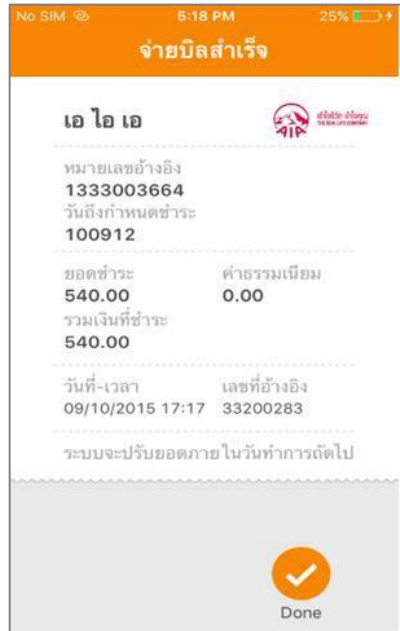 No SIM 5:18 PM 25%
จ่ายบิลสำเร็จ
เอ ไอ เอ
AIA
THE REAL LIFE COMPANY
หมายเลขอ้างอิง
1333003664
วันถึงกำหนดชำระ
100912
ยอดชำระ ค่าธรรมเนียม
540.00 0.00
รวมเงินที่ชำระ
540.00
วันที่-เวลา เลขที่อ้างอิง
09/10/2015 17:17 33200283
ระบบจะปรับยอดภายในวันทำการถัดไป
Done